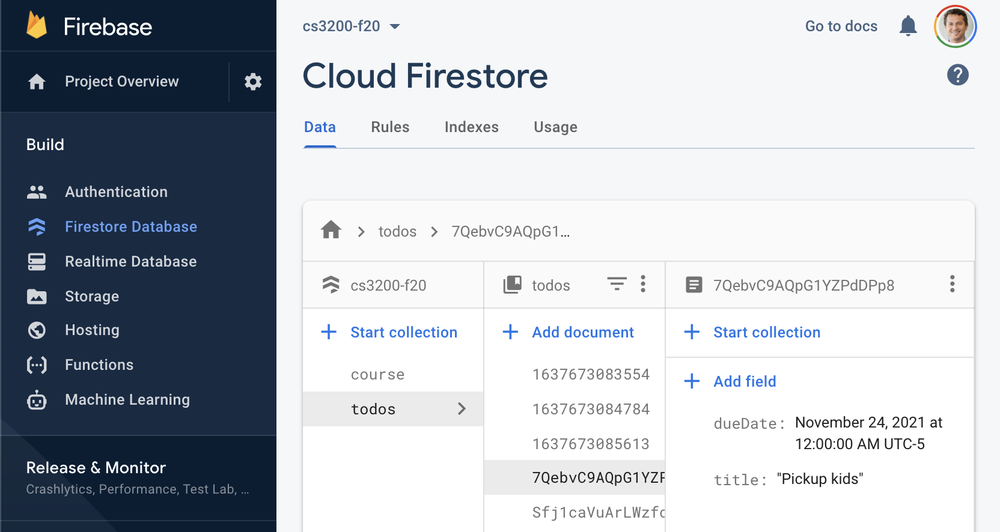 Firebase
Project Overview
Build
Authentication
Firestore Database
Realtime Database
Storage
Hosting
Functions
Machine Learning
Release & Monitor
Crashlytics, Performance, Test Lab, ...
cs3200-f20
Go to docs
Cloud Firestore
?
Data
Rules
Indexes
Usage
todos
7QebvC9AQpG1...
cs3200-f20
Start collection
course
todos
todos
Add document
1637673083554
1637673084784
1637673085613
7QebvC9AQpG1YZP
Sfj1caVuArLWzfc
7QebvC9AQpG1YZPdDPp8
Start collection
Add field
dueDate: November 24, 2021 at
12:00:00 AM UTC-5
title: "Pickup kids"